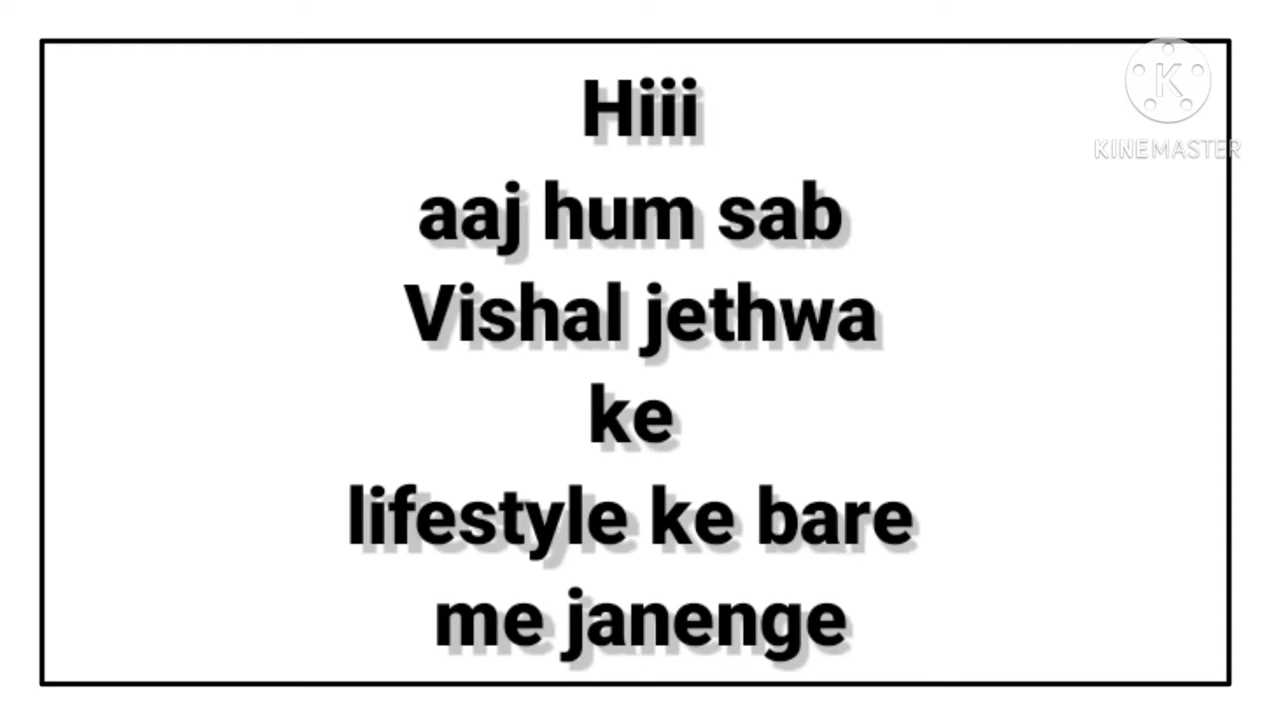 Hiii
KINEMASTER
aaj hum sab
Vishal jethwa
ke
lifestyle ke bare
me janenge